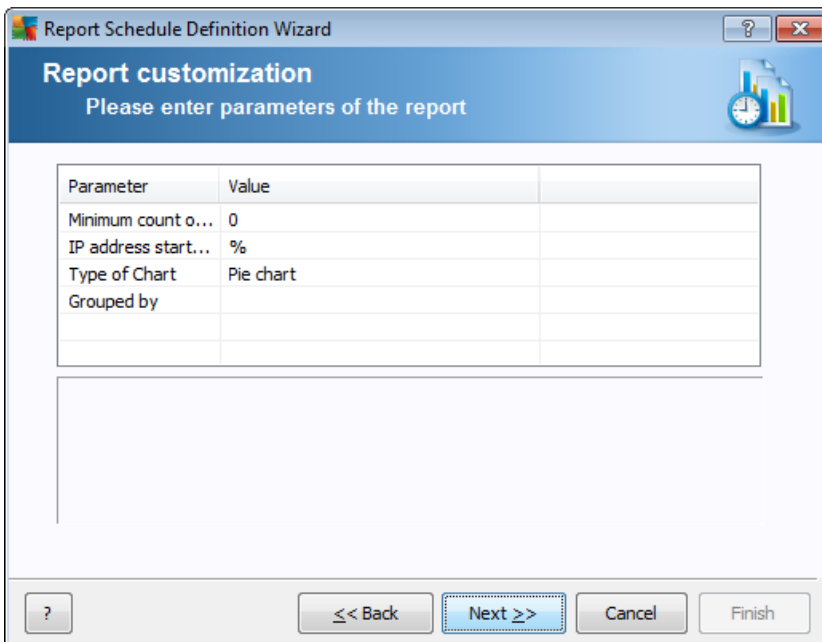 Report Schedule Definition Wizard
?
Report customization
Please enter parameters of the report
Parameter Value
Minimum count o... 0
IP address start... %
Type of Chart Pie chart
Grouped by
? << Back Next >> Cancel Finish